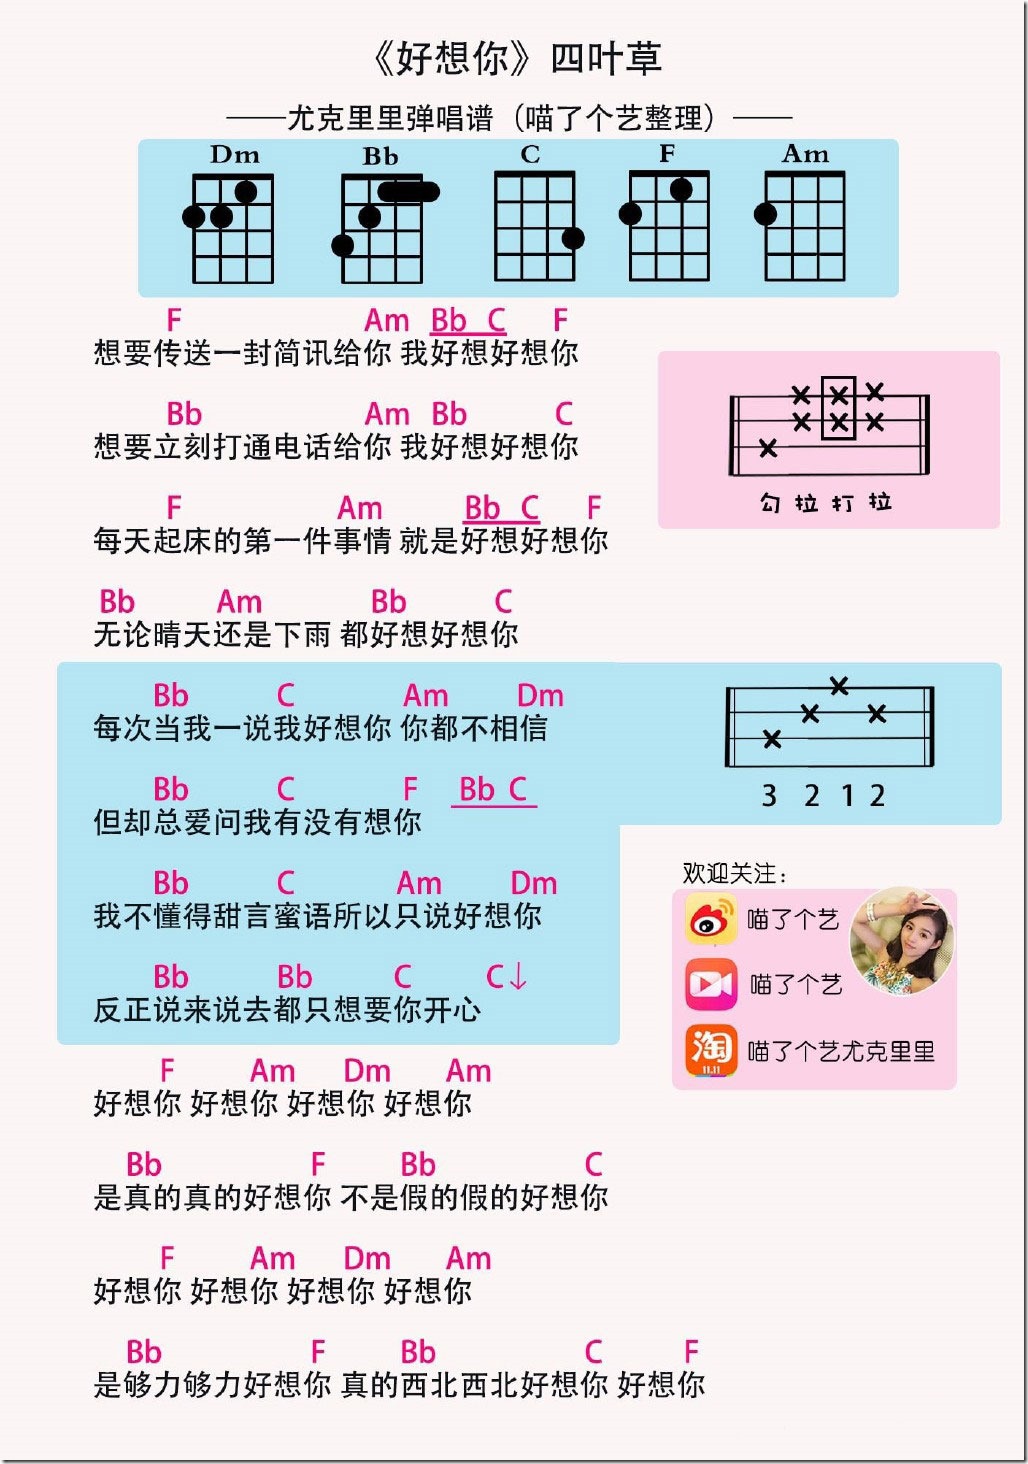 《好想你》四叶草
——尤克里里弹唱谱（喵了个艺整理）——
Dm Bb C F Am
F Am Bb C F
想要传送一封简讯给你 我好想好想你
Bb Am Bb C
想要立刻打通电话给你 我好想好想你
勾 拉 打 拉
F Am Bb C F
每天起床的第一件事情 就是好想好想你
Bb Am Bb C
无论晴天还是下雨 都好想好想你
Bb C Am Dm
每次当我一说我好想你 你都不相信
3 2 1 2
Bb C F Bb C
但却总爱问我有没有想你
Bb C Am Dm
我不懂得甜言蜜语所以只说好想你
Bb Bb C C↓
反正说来说去都只想要你开心
欢迎关注：
喵了个艺
喵了个艺
淘
11.11
喵了个艺尤克里里
F Am Dm Am
好想你 好想你 好想你 好想你
Bb F Bb C
是真的真的好想你 不是假的假的好想你
F Am Dm Am
好想你 好想你 好想你 好想你
Bb F Bb C F
是够力够力好想你 真的西北西北好想你 好想你